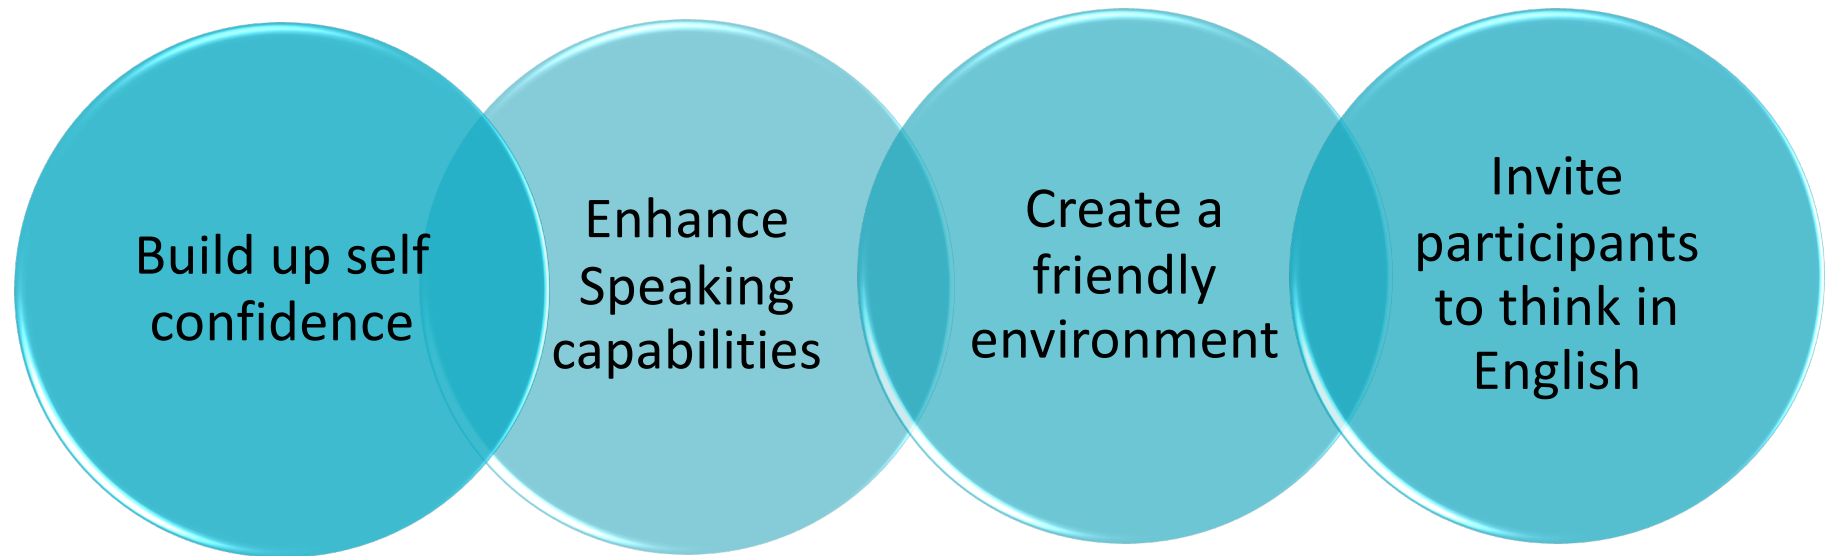 Build up self
confidence
Enhance
Speaking
capabilities
Create a
friendly
environment
Invite
participants
to think in
English